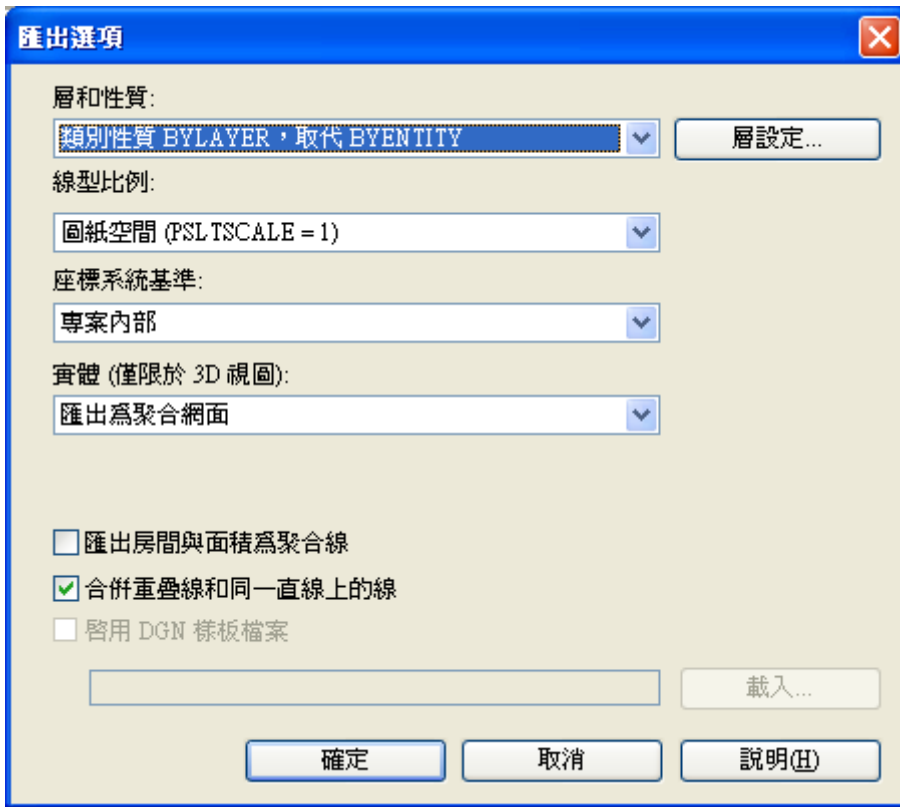 匯出選項
層和性質:
類別性質 BYLAYER，取代 BYENTITY
層設定...
線型比例:
圖紙空間 (PSLTSCALE = 1)
座標系統基準:
專案內部
實體 (僅限於 3D 視圖):
匯出為聚合網面
匯出房間與面積為聚合線
合併重疊線和同一直線上的線
啟用 DGN 樣板檔案
載入...
確定
取消
說明(H)